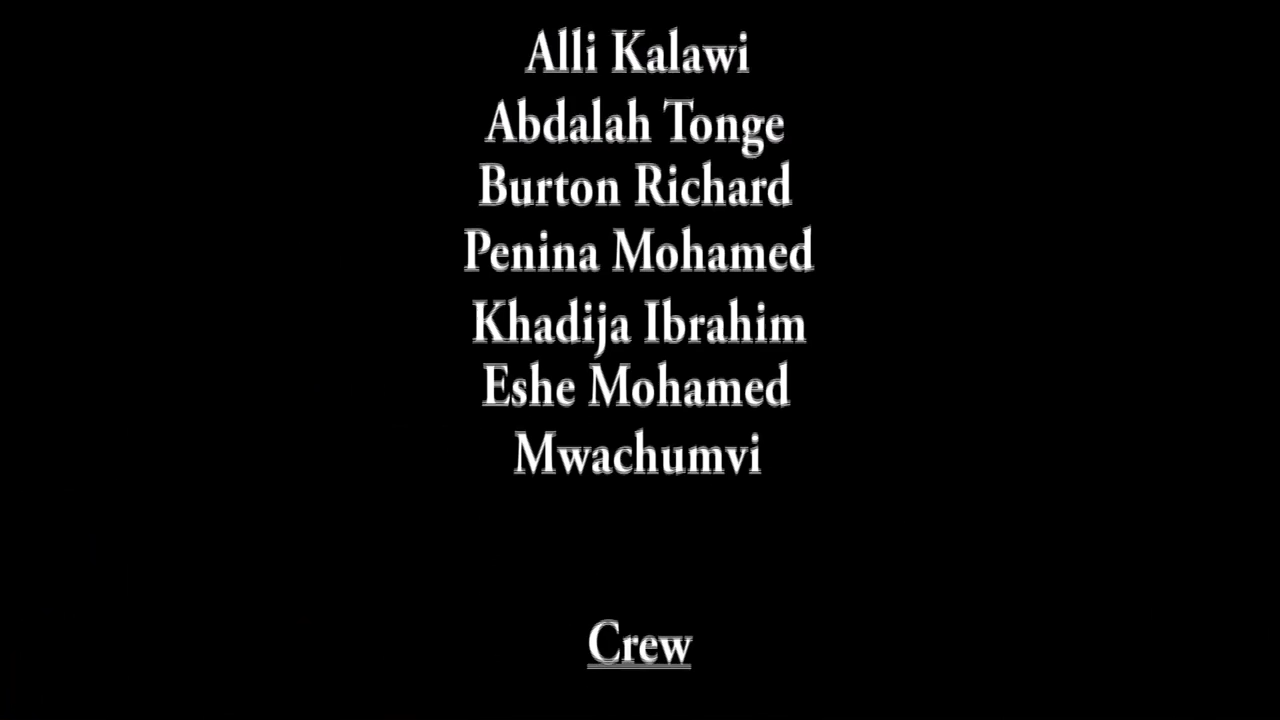 Alli Kalawi
Abdalah Tonge
Burton Richard
Penina Mohamed
Khadija Ibrahim
Eshe Mohamed
Mwachumvi
Crew